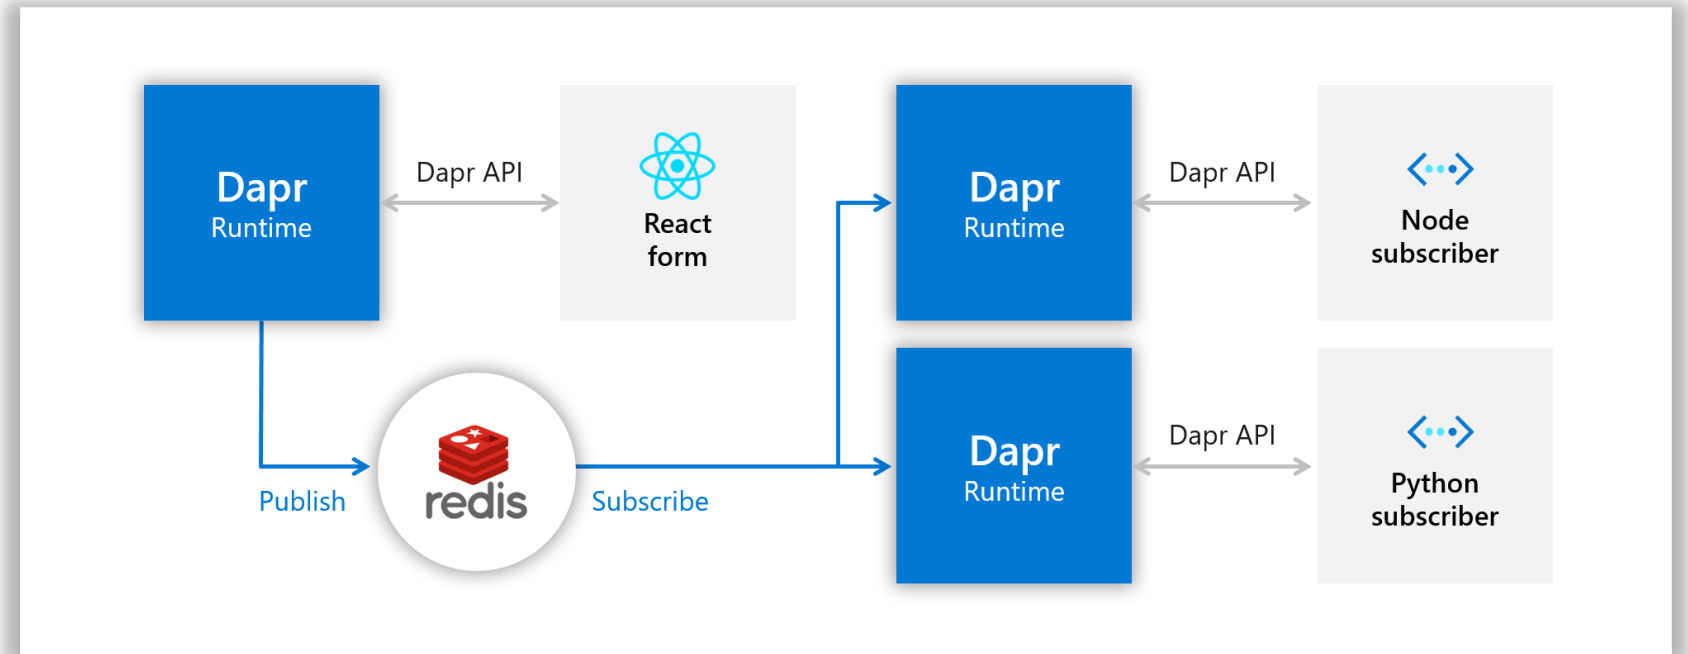 Dapr
Runtime
Dapr API
React
form
Dapr
Runtime
Dapr API
Node
subscriber
Publish
redis
Subscribe
Dapr
Runtime
Dapr API
Python
subscriber